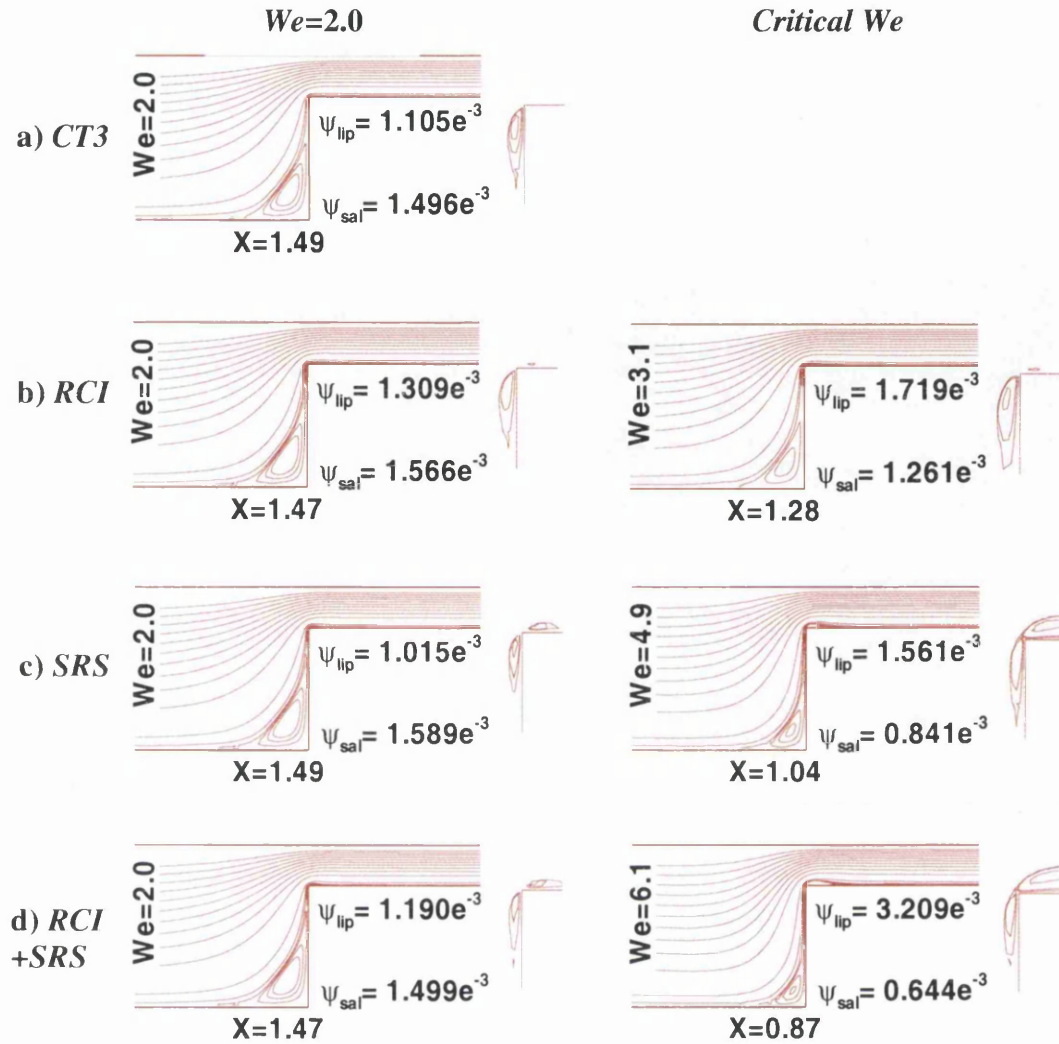 We=2.0
Critical We
a) CT3
We=2.0
ψlip= 1.105e-3
ψsal= 1.496e-3
X=1.49
b) RCI
We=2.0
ψlip= 1.309e-3
ψsal= 1.566e-3
X=1.47
We=3.1
ψlip= 1.719e-3
ψsal= 1.261e-3
X=1.28
c) SRS
We=2.0
ψlip= 1.015e-3
ψsal= 1.589e-3
X=1.49
We=4.9
ψlip= 1.561e-3
ψsal= 0.841e-3
X=1.04
d) RCI
+SRS
We=2.0
ψlip= 1.190e-3
ψsal= 1.499e-3
X=1.47
We=6.1
ψlip= 3.209e-3
ψsal= 0.644e-3
X=0.87